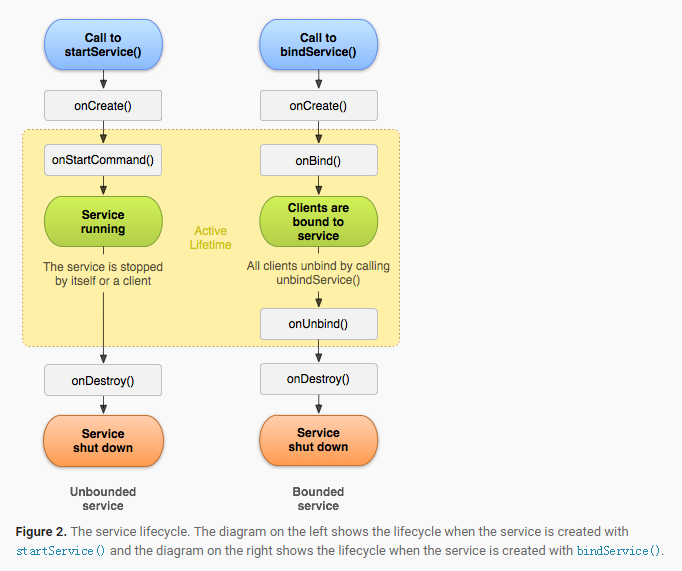 Call to
startService()
onCreate()
onStartCommand()
Service
running
The service is stopped
by itself or a client
onDestroy()
Service
shut down
Unbounded
service
Active
Lifetime
Call to
bindService()
onCreate()
onBind()
Clients are
bound to
service
All clients unbind by calling
unbindService()
onUnbind()
onDestroy()
Service
shut down
Bounded
service
Figure 2. The service lifecycle. The diagram on the left shows the lifecycle when the service is created with
startService() and the diagram on the right shows the lifecycle when the service is created with bindService().